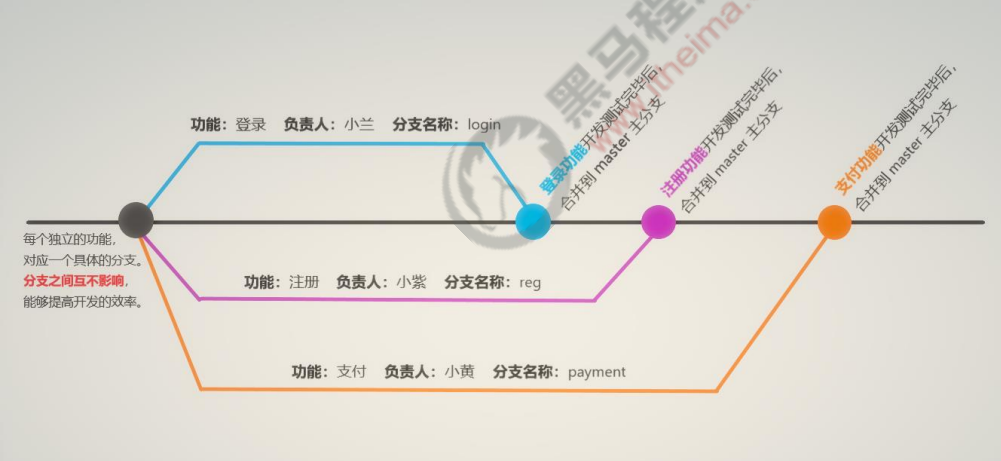 黑马程
www.itheima.
功能：登录 负责人：小兰 分支名称：login
登录功能开发测试完毕后，
合并到 master 主分支
注册功能开发测试完毕后，
合并到 master 主分支
支付功能开发测试完毕后，
合并到 master 主分支
每个独立的功能，
对应一个具体的分支。
分支之间互不影响，
能够提高开发的效率。
功能：注册 负责人：小紫 分支名称：reg
功能：支付 负责人：小黄 分支名称：payment